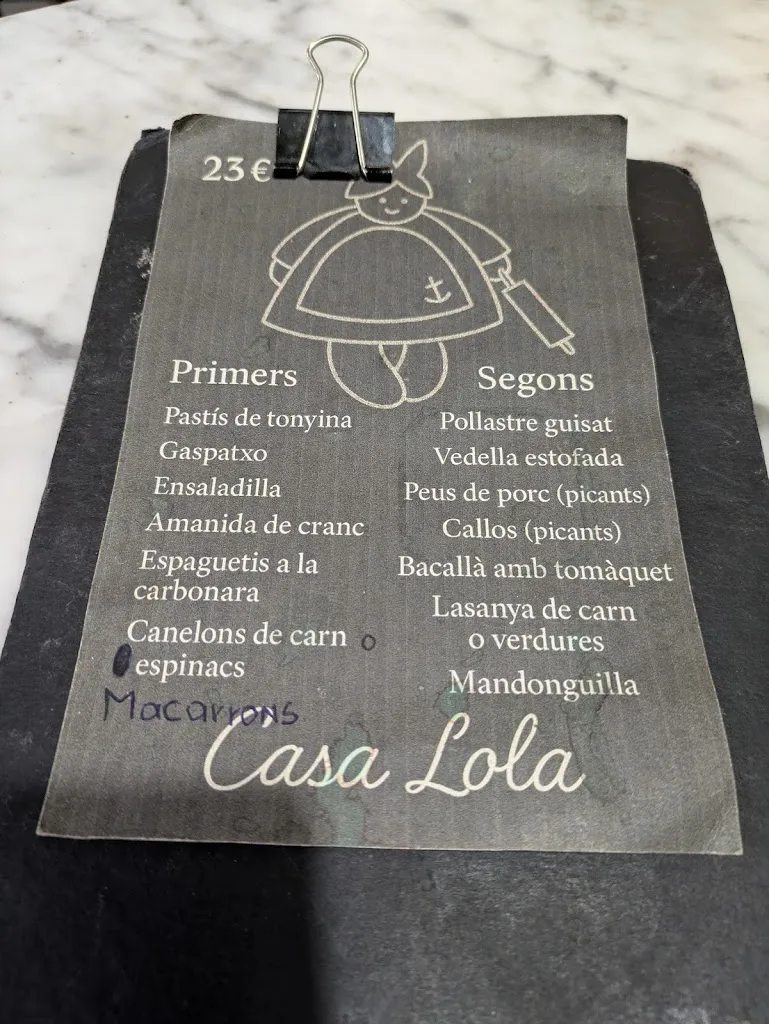 23 €
Primers
Pastís de tonyina
Gaspatxo
Ensaladilla
Amanida de cranc
Espaguetis a la
carbonara
Canelons de carn o
espinacs
Macarrons
Segons
Pollastre guisat
Vedella estofada
Peus de porc (picants)
Callos (picants)
Bacallà amb tomàquet
Lasanya de carn
o verdures
Mandonguilla
Casa Lola